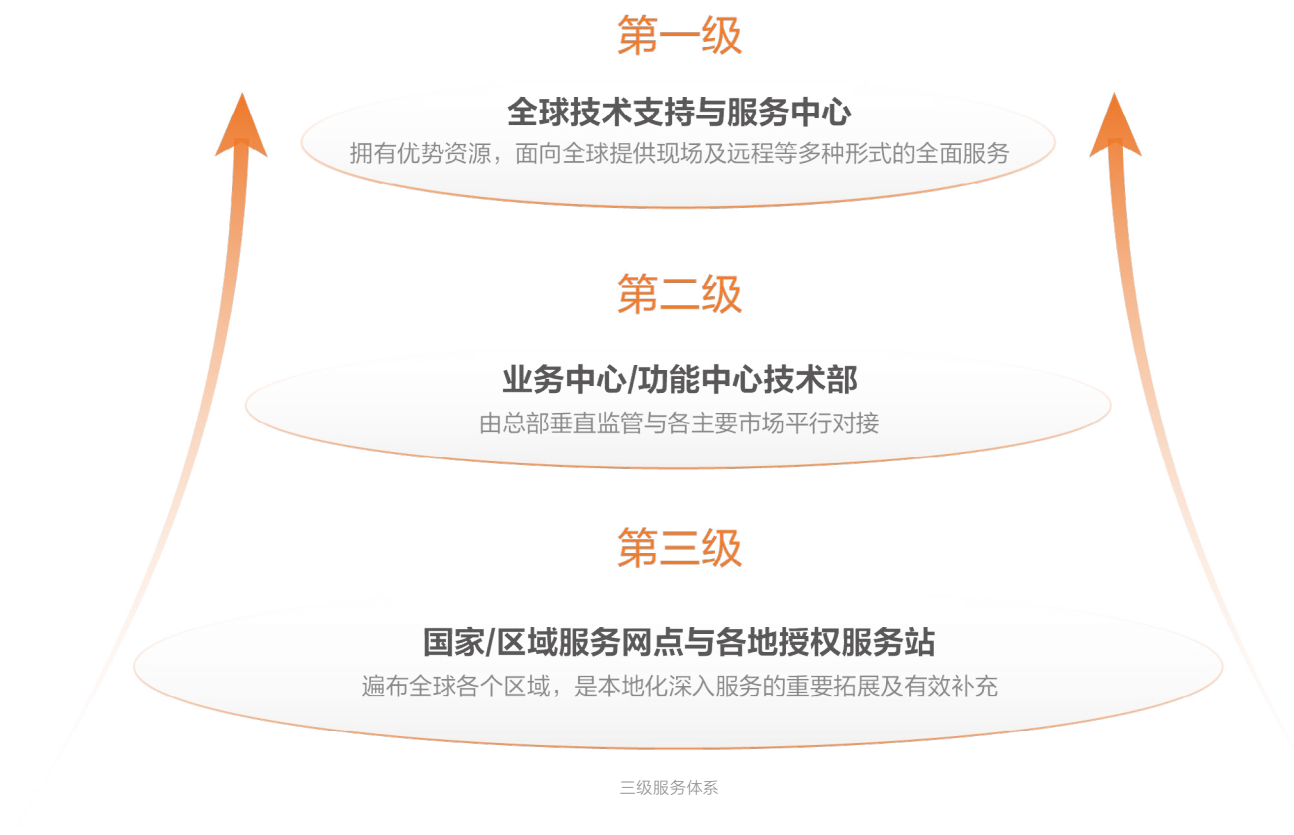 第一级
全球技术支持与服务中心
拥有优势资源，面向全球提供现场及远程等多种形式的全面服务
第二级
业务中心/功能中心技术部
由总部垂直监管与各主要市场平行对接
第三级
国家/区域服务网点与各地授权服务站
遍布全球各个区域，是本地化深入服务的重要拓展及有效补充
三级服务体系